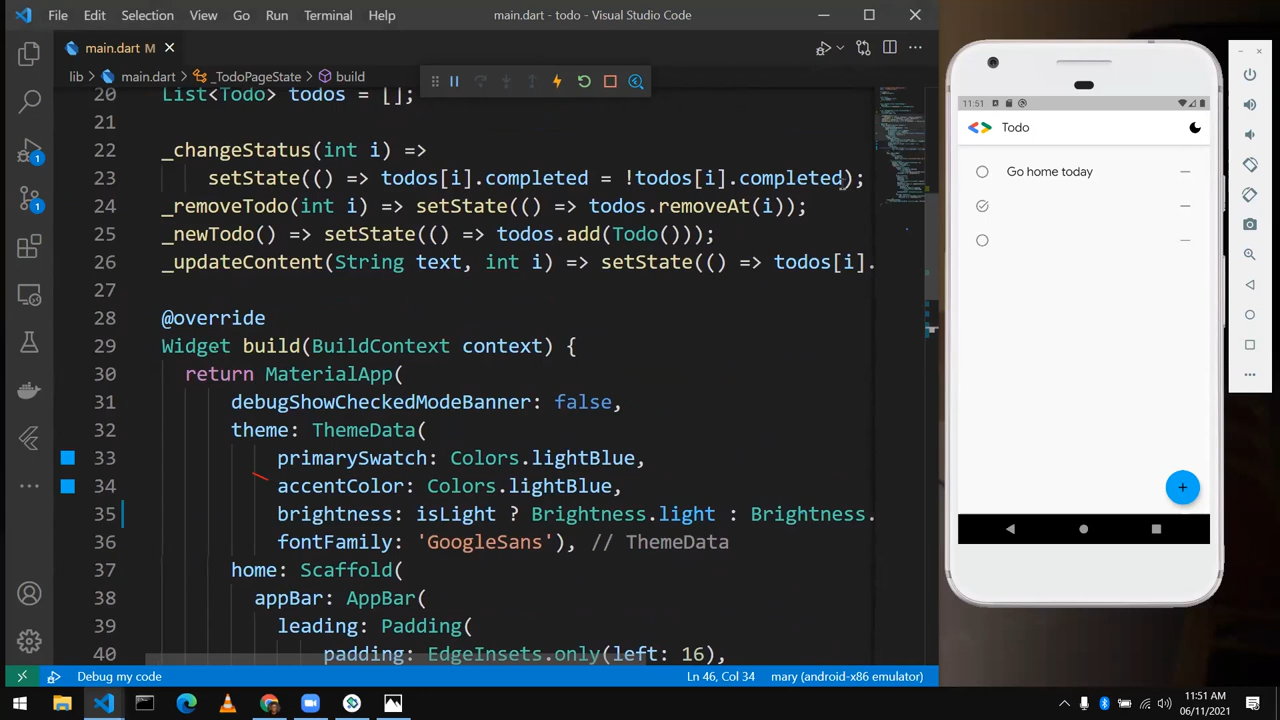 File Edit Selection View Go Run Terminal Help main.dart - todo - Visual Studio Code
main.dart M
lib > main.dart > _TodoPageState > build
20 List<Todo> todos = [];
21
22 _changeStatus(int i) =>
23 setState(() => todos[i].completed = !todos[i].completed);
24 _removeTodo(int i) => setState(() => todos.removeAt(i));
25 _newTodo() => setState(() => todos.add(Todo()));
26 _updateContent(String text, int i) => setState(() => todos[i].
27
28 @override
29 Widget build(BuildContext context) {
30 return MaterialApp(
31 debugShowCheckedModeBanner: false,
32 theme: ThemeData(
33 primarySwatch: Colors.lightBlue,
34 accentColor: Colors.lightBlue,
35 brightness: isLight ? Brightness.light : Brightness.
36 fontFamily: 'GoogleSans'), // ThemeData
37 home: Scaffold(
38 appBar: AppBar(
39 leading: Padding(
40 padding: EdgeInsets.only(left: 16),
1
1
Debug my code Ln 46, Col 34 mary (android-x86 emulator)
11:51
Todo
Go home today
11:51 AM
06/11/2021